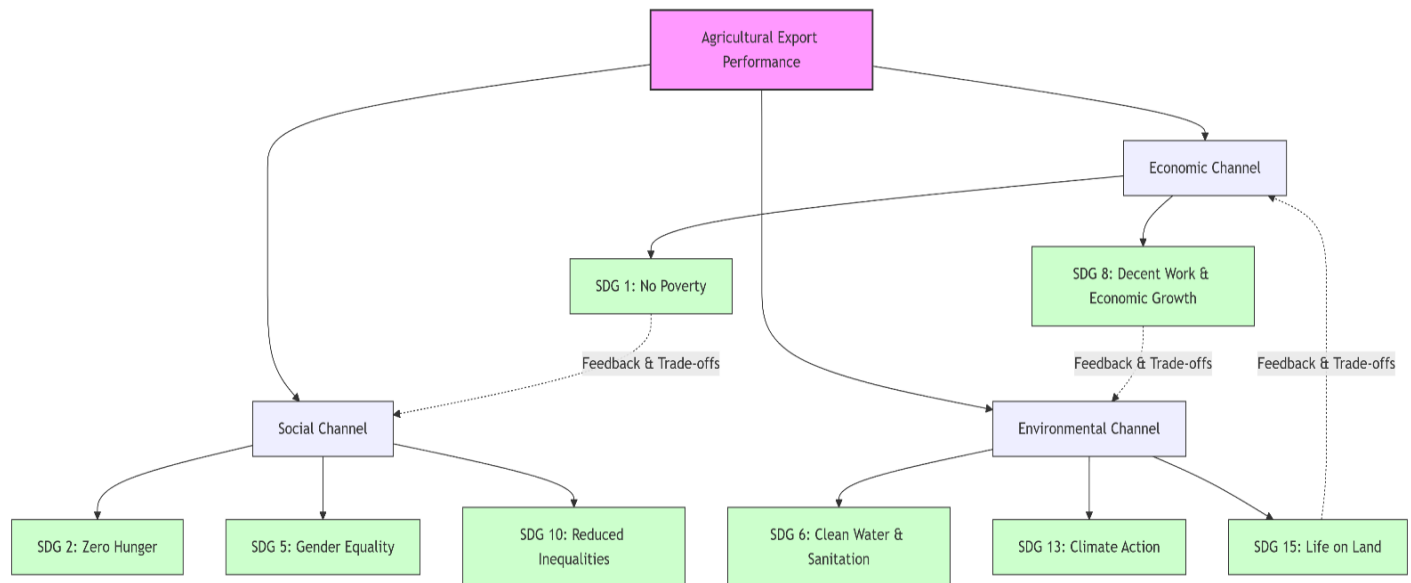 Agricultural Export
Performance
Economic Channel
SDG 1: No Poverty
SDG 8: Decent Work &
Economic Growth
Feedback & Trade-offs
Feedback & Trade-offs
Feedback & Trade-offs
Social Channel
Environmental Channel
SDG 2: Zero Hunger
SDG 5: Gender Equality
SDG 10: Reduced
Inequalities
SDG 6: Clean Water &
Sanitation
SDG 13: Climate Action
SDG 15: Life on Land